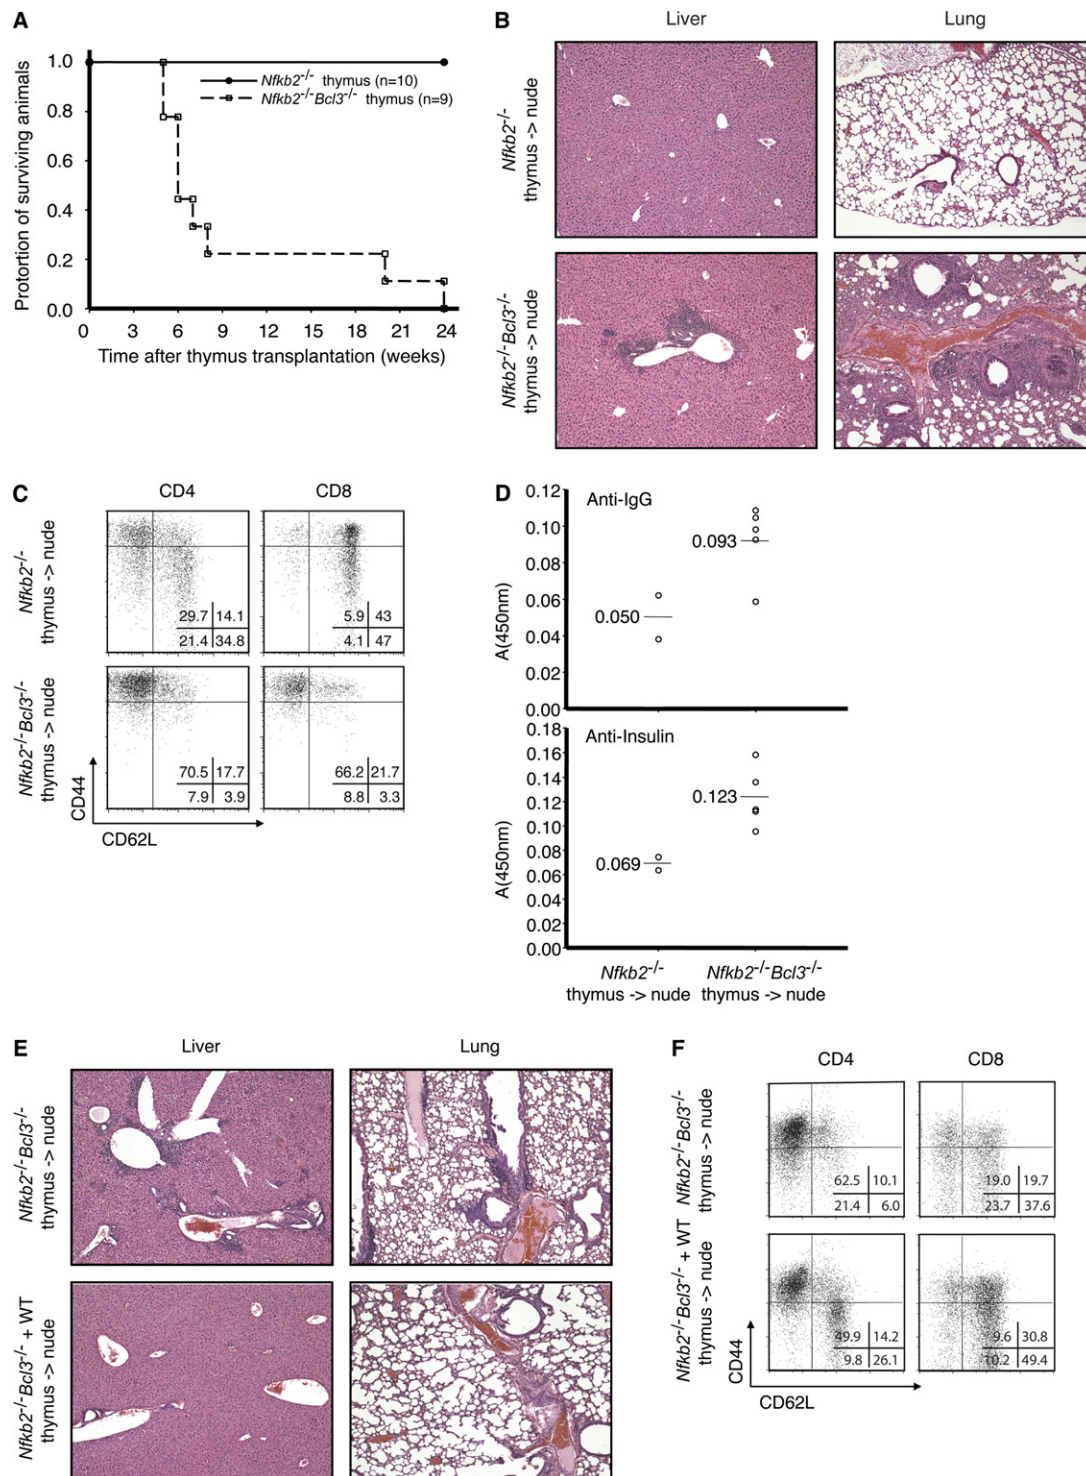 A
Protortion of surviving animals
1.0
0.8
0.6
0.4
0.2
0.0
0 3 6 9 12 15 18 21 24
Time after thymus transplantation (weeks)
Nfkb2-/- thymus (n=10)
Nfkb2-/-Bcl3-/- thymus (n=9)
B
Liver Lung
Nfkb2-/-
thymus -> nude
Nfkb2-/-Bcl3-/-
thymus -> nude
C
CD4 CD8
Nfkb2-/-
thymus -> nude
29.7 14.1
21.4 34.8
5.9 43
4.1 47
Nfkb2-/-Bcl3-/-
thymus -> nude
70.5 17.7
7.9 3.9
66.2 21.7
8.8 3.3
CD44
CD62L
D
Anti-IgG
A(450nm)
0.12
0.10
0.08
0.06
0.04
0.02
0.00
0.050
0.093
Anti-Insulin
A(450nm)
0.18
0.16
0.14
0.12
0.10
0.08
0.06
0.04
0.02
0.00
0.069
0.123
Nfkb2-/-
thymus -> nude
Nfkb2-/-Bcl3-/-
thymus -> nude
E
Liver Lung
Nfkb2-/-Bcl3-/-
thymus -> nude
Nfkb2-/-Bcl3-/- + WT
thymus -> nude
F
CD4 CD8
Nfkb2-/-Bcl3-/-
thymus -> nude
62.5 10.1
21.4 6.0
19.0 19.7
23.7 37.6
Nfkb2-/-Bcl3-/- + WT
thymus -> nude
49.9 14.2
9.8 26.1
9.6 30.8
10.2 49.4
CD44
CD62L